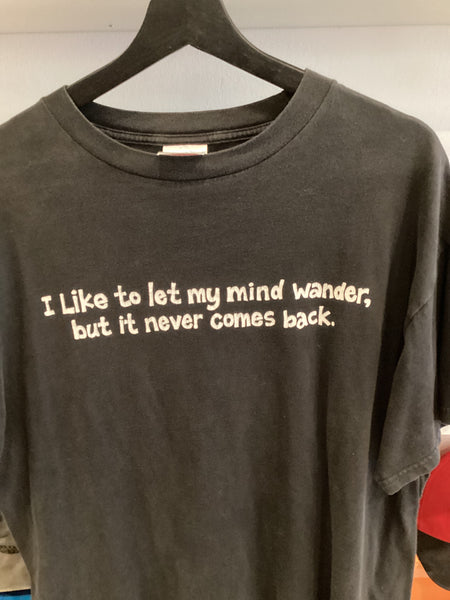 I Like to let my mind wander,
but it never comes back.